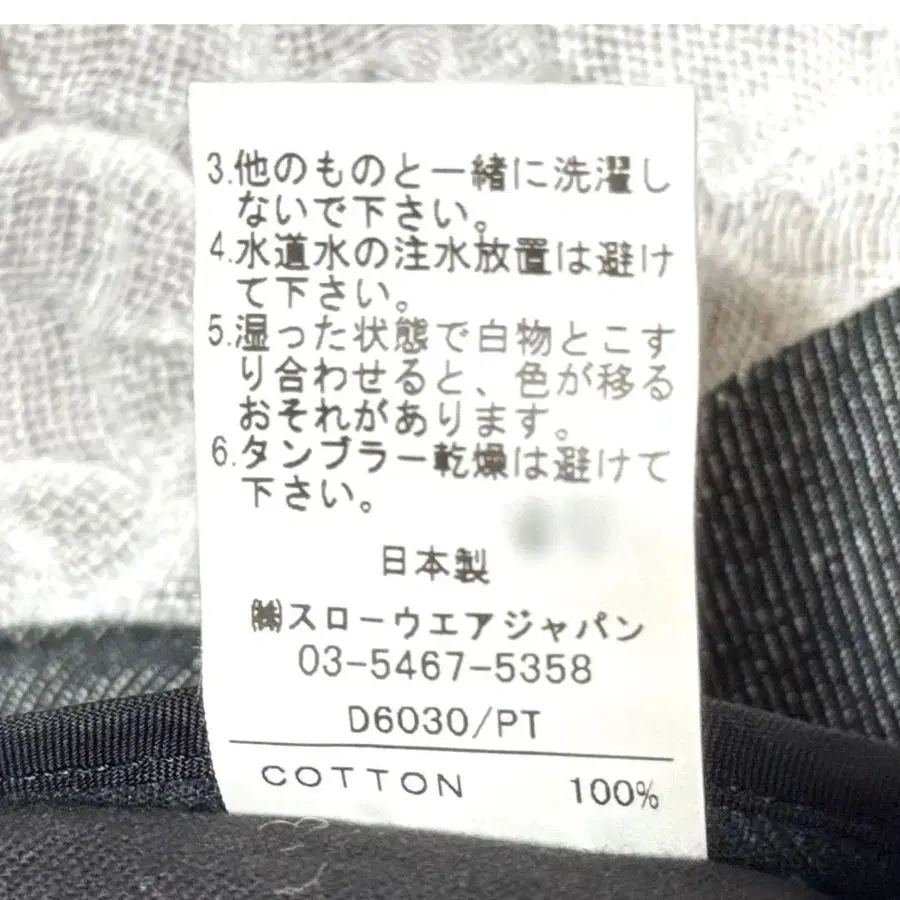 3.他のものと一緒に洗濯し
ないで下さい。
4.水道水の注水放置は避け
て下さい。
5.湿った状態で白物とこす
り合わせると、色が移る
おそれがあります。
6.タンブラー乾燥は避けて
下さい。
日本製
㈱スローウエアジャパン
03-5467-5358
D6030/PT
COTTON 100%